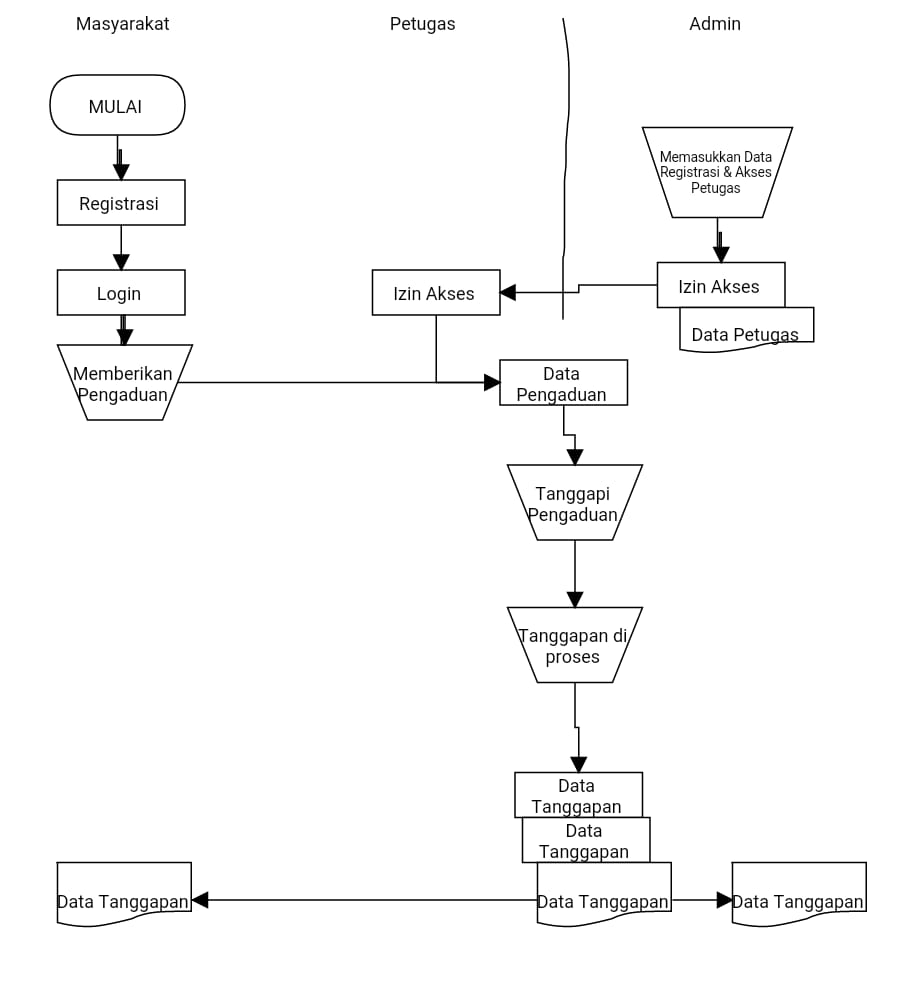 Masyarakat
Petugas
Admin
MULAI
Memasukkan Data
Registrasi & Akses
Petugas
Registrasi
Login
Izin Akses
Izin Akses
Data Petugas
Memberikan
Pengaduan
Data
Pengaduan
Tanggapi
Pengaduan
Tanggapan di
proses
Data
Tanggapan
Data
Tanggapan
Data Tanggapan
Data Tanggapan
Data Tanggapan